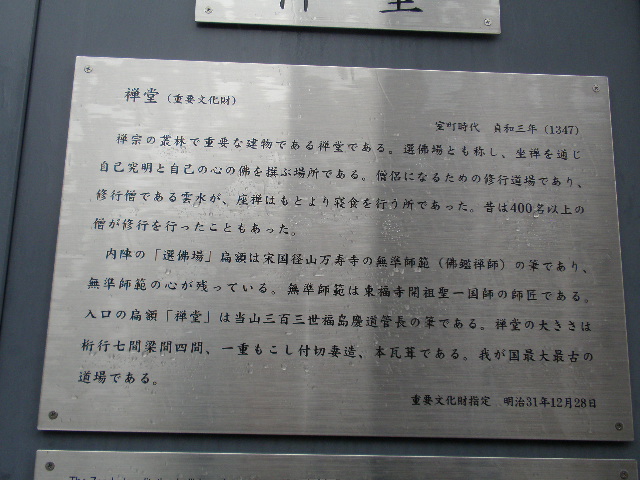 禅堂（重要文化財）
室町時代　貞和三年（1347）
禅宗の叢林で重要な建物である禅堂である。選佛場とも称し、坐禅を通じ
自己究明と自己の心の佛を撰ぶ場所である。僧侶になるための修行道場であり、
修行僧である雲水が、座禅はもとより寝食を行う所であった。昔は400名以上の
僧が修行を行ったこともあった。
内陣の「選佛場」扁額は宋国径山万寿寺の無準師範（佛鑑禅師）の筆であり、
無準師範の心が残っている。無準師範は東福寺開祖聖一国師の師匠である。
入口の扁額「禅堂」は当山三百三世福島慶道管長の筆である。禅堂の大きさは
桁行七間梁間四間、一重もこし付切妻造、本瓦葺である。我が国最大最古の
道場である。
重要文化財指定　明治31年12月28日